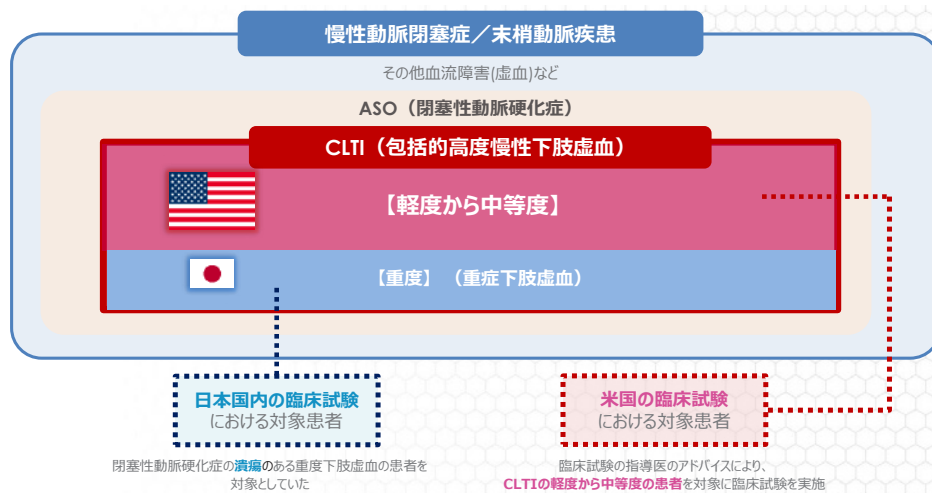 慢性動脈閉塞症／末梢動脈疾患
その他血流障害(虚血)など
ASO（閉塞性動脈硬化症）
CLTI（包括的高度慢性下肢虚血）
【軽度から中等度】
【重度】（重症下肢虚血）
日本国内の臨床試験
における対象患者
米国の臨床試験
における対象患者
閉塞性動脈硬化症の潰瘍のある重度下肢虚血の患者を
対象としていた
臨床試験の指導医のアドバイスにより、
CLTIの軽度から中等度の患者を対象に臨床試験を実施